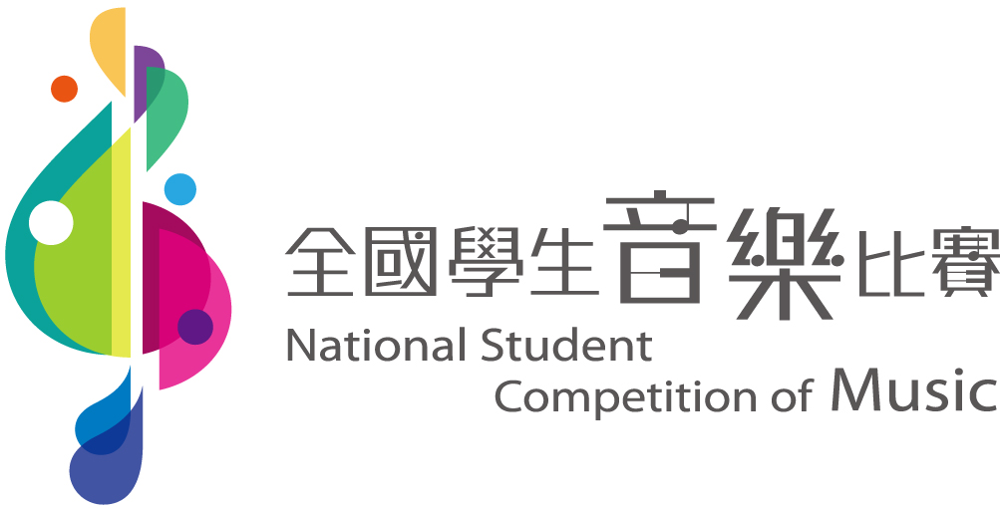 全國學生音樂比賽
National Student
Competition of Music